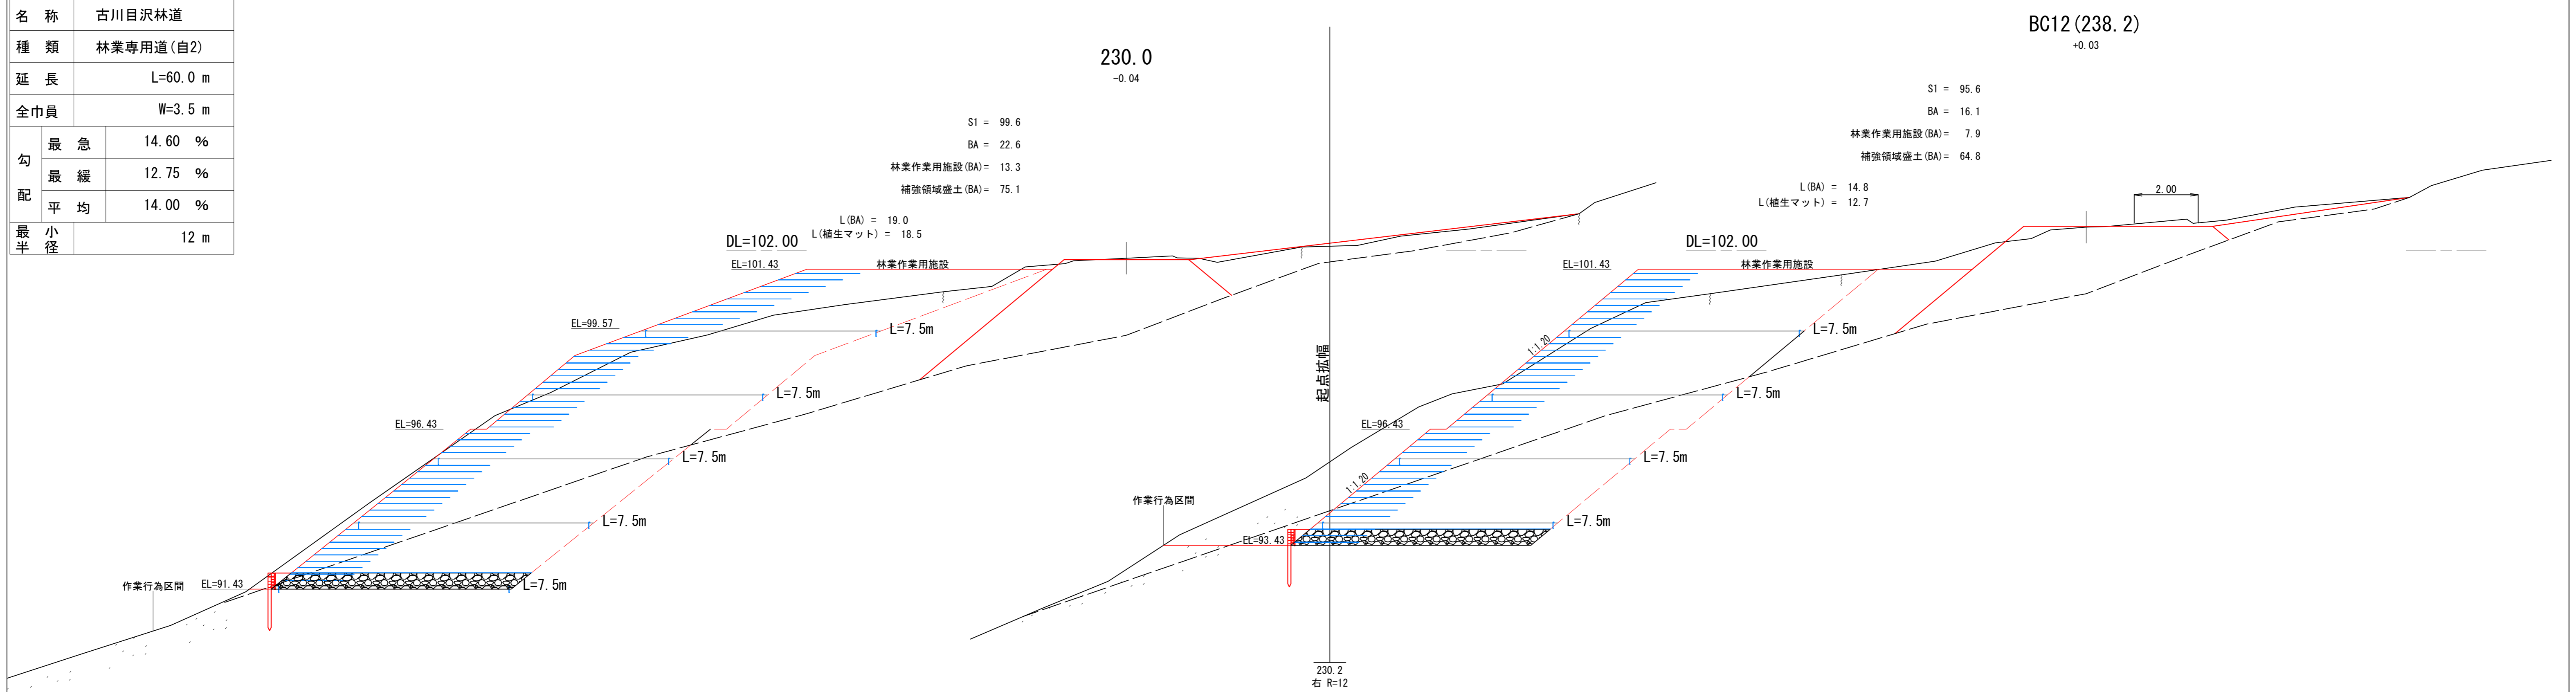 名 称 古川目沢林道
種 類 林業専用道(自2)
延 長 L=60.0 m
全巾員 W=3.5 m
勾配
最 急 14.60 %
最 緩 12.75 %
平 均 14.00 %
最小半径 12 m
230.0
-0.04
S1 = 99.6
BA = 22.6
林業作業用施設(BA)= 13.3
補強領域盛土(BA)= 75.1
L(BA) = 19.0
L(植生マット) = 18.5
DL=102.00
EL=101.43
林業作業用施設
EL=99.57
L=7.5m
L=7.5m
EL=96.43
L=7.5m
L=7.5m
作業行為区間
EL=91.43
L=7.5m
起点拡幅
230.2
右 R=12
BC12(238.2)
+0.03
S1 = 95.6
BA = 16.1
林業作業用施設(BA)= 7.9
補強領域盛土(BA)= 64.8
L(BA) = 14.8
L(植生マット) = 12.7
2.00
DL=102.00
EL=101.43
林業作業用施設
L=7.5m
1:1.20
L=7.5m
EL=96.43
L=7.5m
1:1.20
作業行為区間
L=7.5m
EL=93.43